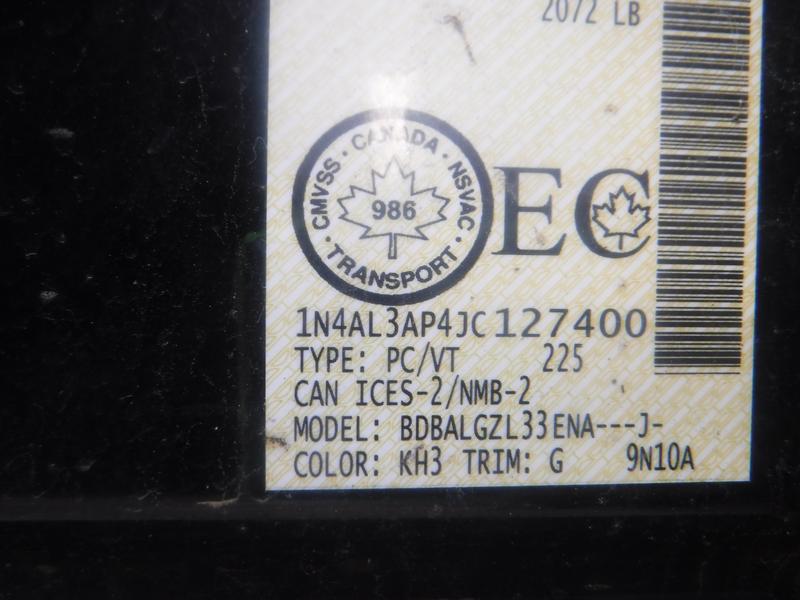 2072 LB
CMVSS · CANADA · NSVAC · TRANSPORT ·
986
EC
1N4AL3AP4JC127400
TYPE: PC/VT 225
CAN ICES-2/NMB-2
MODEL: BDBALGZL33ENA---J-
COLOR: KH3 TRIM: G 9N10A